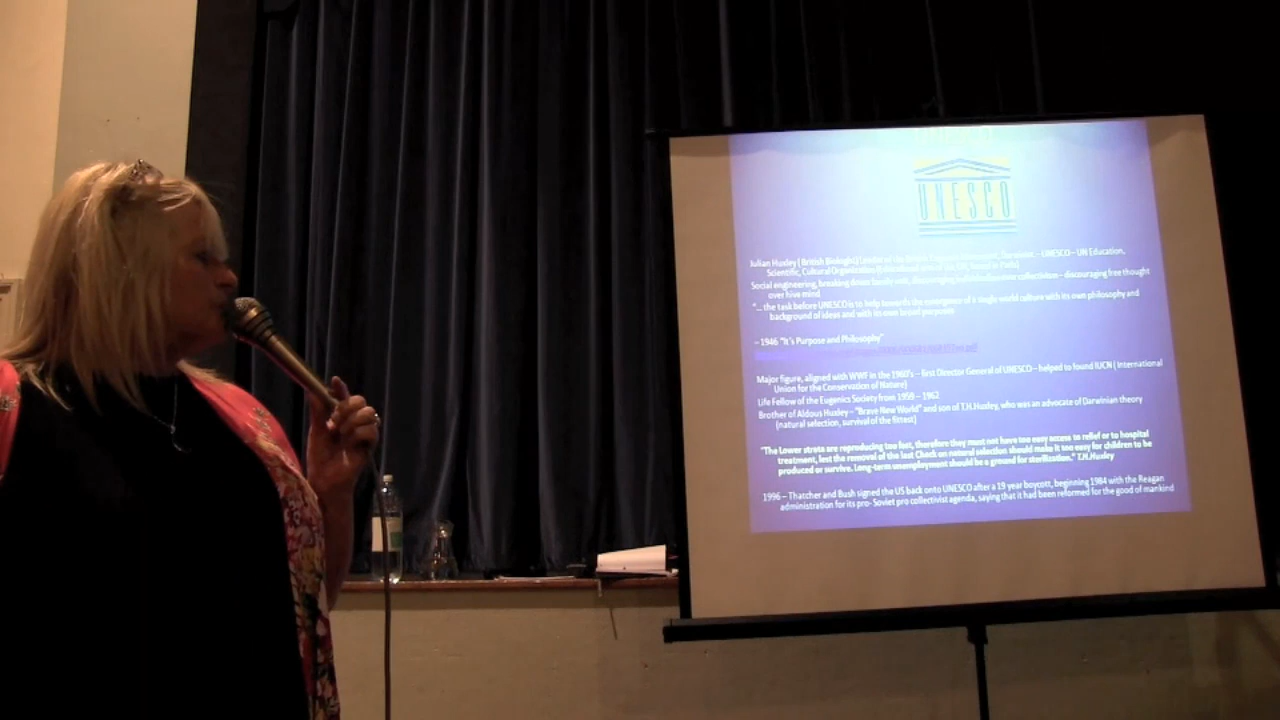 UNESCO
Julian Huxley ( British Biologist) Leader of the British Eugenics Movement, Darwinist – UNESCO – UN Education,
Scientific, Cultural Organization
Social engineering, breaking down family unit, discouraging individualism over collectivism – discouraging free thought
over hive mind
"... the task before UNESCO is to help towards the emergence of a single world culture with its own philosophy and
background of ideas and with its own broad purposes
– 1946 "It's Purpose and Philosophy"
Major figure, aligned with WWF in the 1960's – first Director General of UNESCO – helped to found IUCN ( International
Union for the Conservation of Nature)
Life Fellow of the Eugenics Society from 1959 – 1962
Brother of Aldous Huxley – "Brave New World" and son of T.H.Huxley, who was an advocate of Darwinian theory
(natural selection, survival of the fittest)
"The Lower strata are reproducing too fast, therefore they must not have too easy access to relief or to hospital
treatment, lest the removal of the last Check on natural selection should make it too easy for children to be
produced or survive. Long-term unemployment should be a ground for sterilization." T.H.Huxley
1996 – Thatcher and Bush signed the US back onto UNESCO after a 19 year boycott, beginning 1984 with the Reagan
administration for its pro- Soviet pro collectivist agenda, saying that it had been reformed for the good of mankind